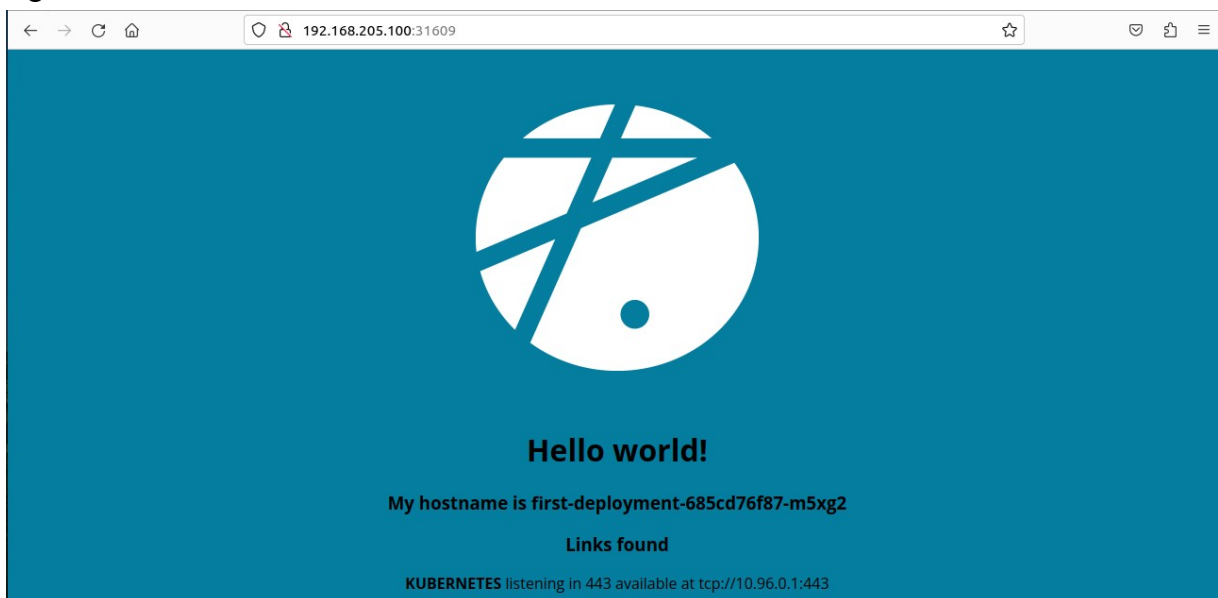 192.168.205.100:31609
Hello world!
My hostname is first-deployment-685cd76f87-m5xg2
Links found
KUBERNETES listening in 443 available at tcp://10.96.0.1:443